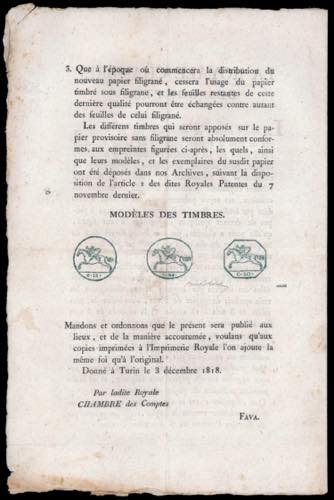 3. Que à l'époque où commencera la distribution du
nouveau papier filigrané, cessera l'usage du papier
timbré sous filigrane, et les feuilles restantes de cette
dernière qualité pourront être échangées contre autant
des feuilles de celui filigrané.
Les différens timbres qui seront apposés sur le pa-
pier provisoire sans filigrane seront absolument con-
formes aux empreintes figurées ci-après, les quels, ainsi
que leurs modèles, et les exemplaires du susdit papier
ont été déposés dans nos Archives, suivant la dispo-
sition de l'article 2 des dites Royales Patentes du 7
novembre dernier.
MODÈLES DES TIMBRES.
C. 15
C. 50
Mandons et ordonnons que le présent sera publié aux
lieux, et de la manière accoutumée, voulans qu'aux
copies imprimées à l'Imprimerie Royale l'on ajoute la
même foi qu'à l'original.
Donné à Turin le 3 décembre 1818.
Par ladite Royale
CHAMBRE des Comptes
FAVA.